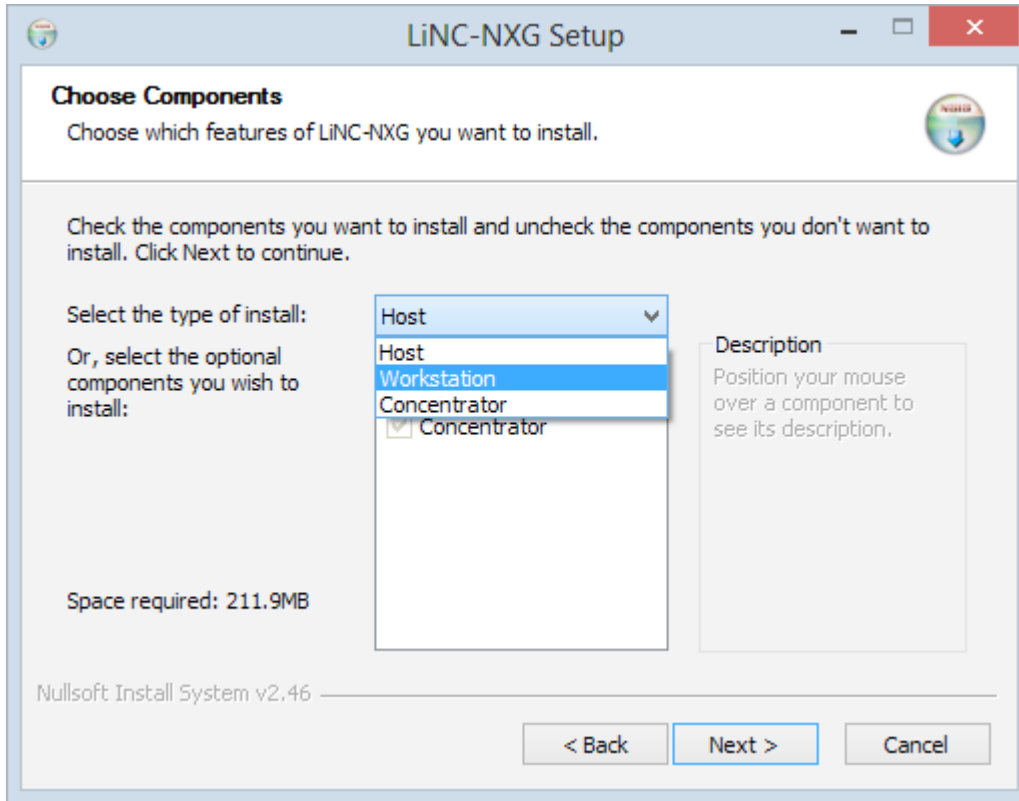 LiNC-NXG Setup
Choose Components
Choose which features of LiNC-NXG you want to install.
Check the components you want to install and uncheck the components you don't want to
install. Click Next to continue.
Select the type of install:
Host
Or, select the optional
components you wish to
install:
Host
Workstation
Concentrator
Concentrator
Description
Position your mouse
over a component to
see its description.
Space required: 211.9MB
Nullsoft Install System v2.46
< Back
Next >
Cancel